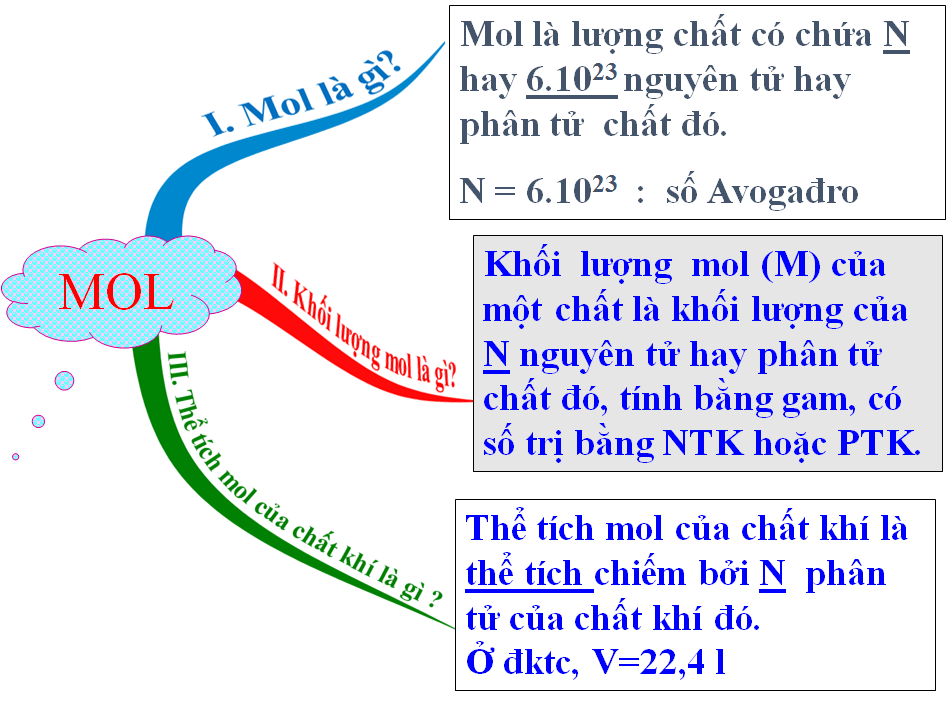 MOL
I. Mol là gì?
Mol là lượng chất có chứa N
hay 6.10²³ nguyên tử hay
phân tử chất đó.
N = 6.10²³ : số Avogađro
II. Khối lượng mol là gì?
Khối lượng mol (M) của
một chất là khối lượng của
N nguyên tử hay phân tử
chất đó, tính bằng gam, có
số trị bằng NTK hoặc PTK.
III. Thể tích mol của chất khí là gì ?
Thể tích mol của chất khí là
thể tích chiếm bởi N phân
tử của chất khí đó.
Ở đktc, V=22,4 l